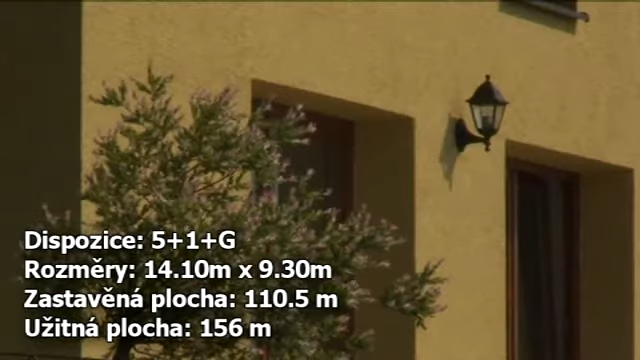 Dispozice: 5+1+G
Rozměry: 14.10m x 9.30m
Zastavěná plocha: 110.5 m
Užitná plocha: 156 m